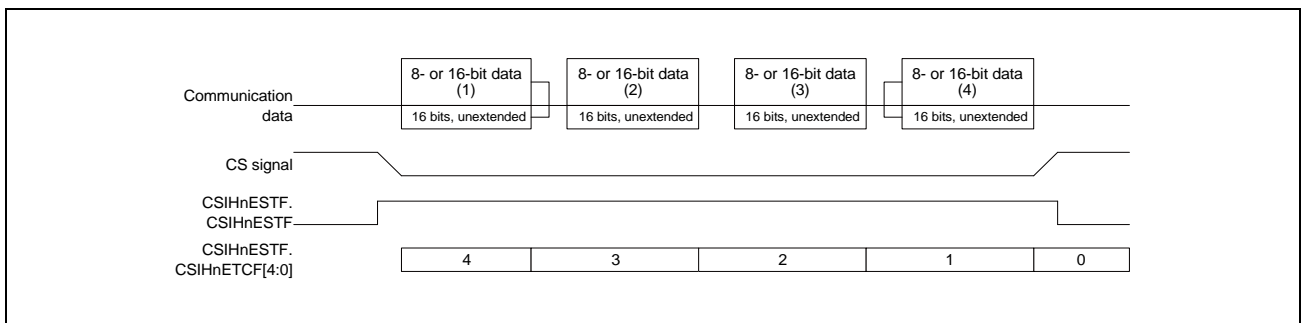 8- or 16-bit data 8- or 16-bit data 8- or 16-bit data 8- or 16-bit data
(1) (2) (3) (4)
Communication
data
16 bits, unextended 16 bits, unextended 16 bits, unextended 16 bits, unextended
CS signal
CSIHnESTF.
CSIHnESTF
CSIHnESTF.
CSIHnETCF[4:0]
4 3 2 1 0